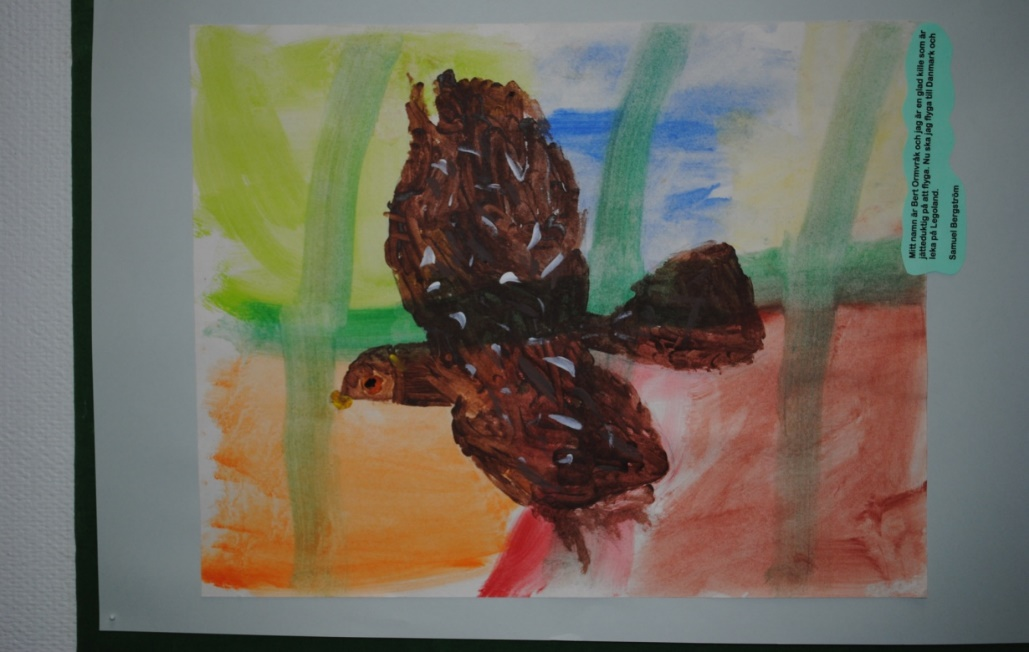 Mitt namn är Bert Ormvråk och jag är en glad kille som är
jätteduktig på att flyga. Nu ska jag flyga till Danmark och
leka på Legoland.
Samuel Bergström